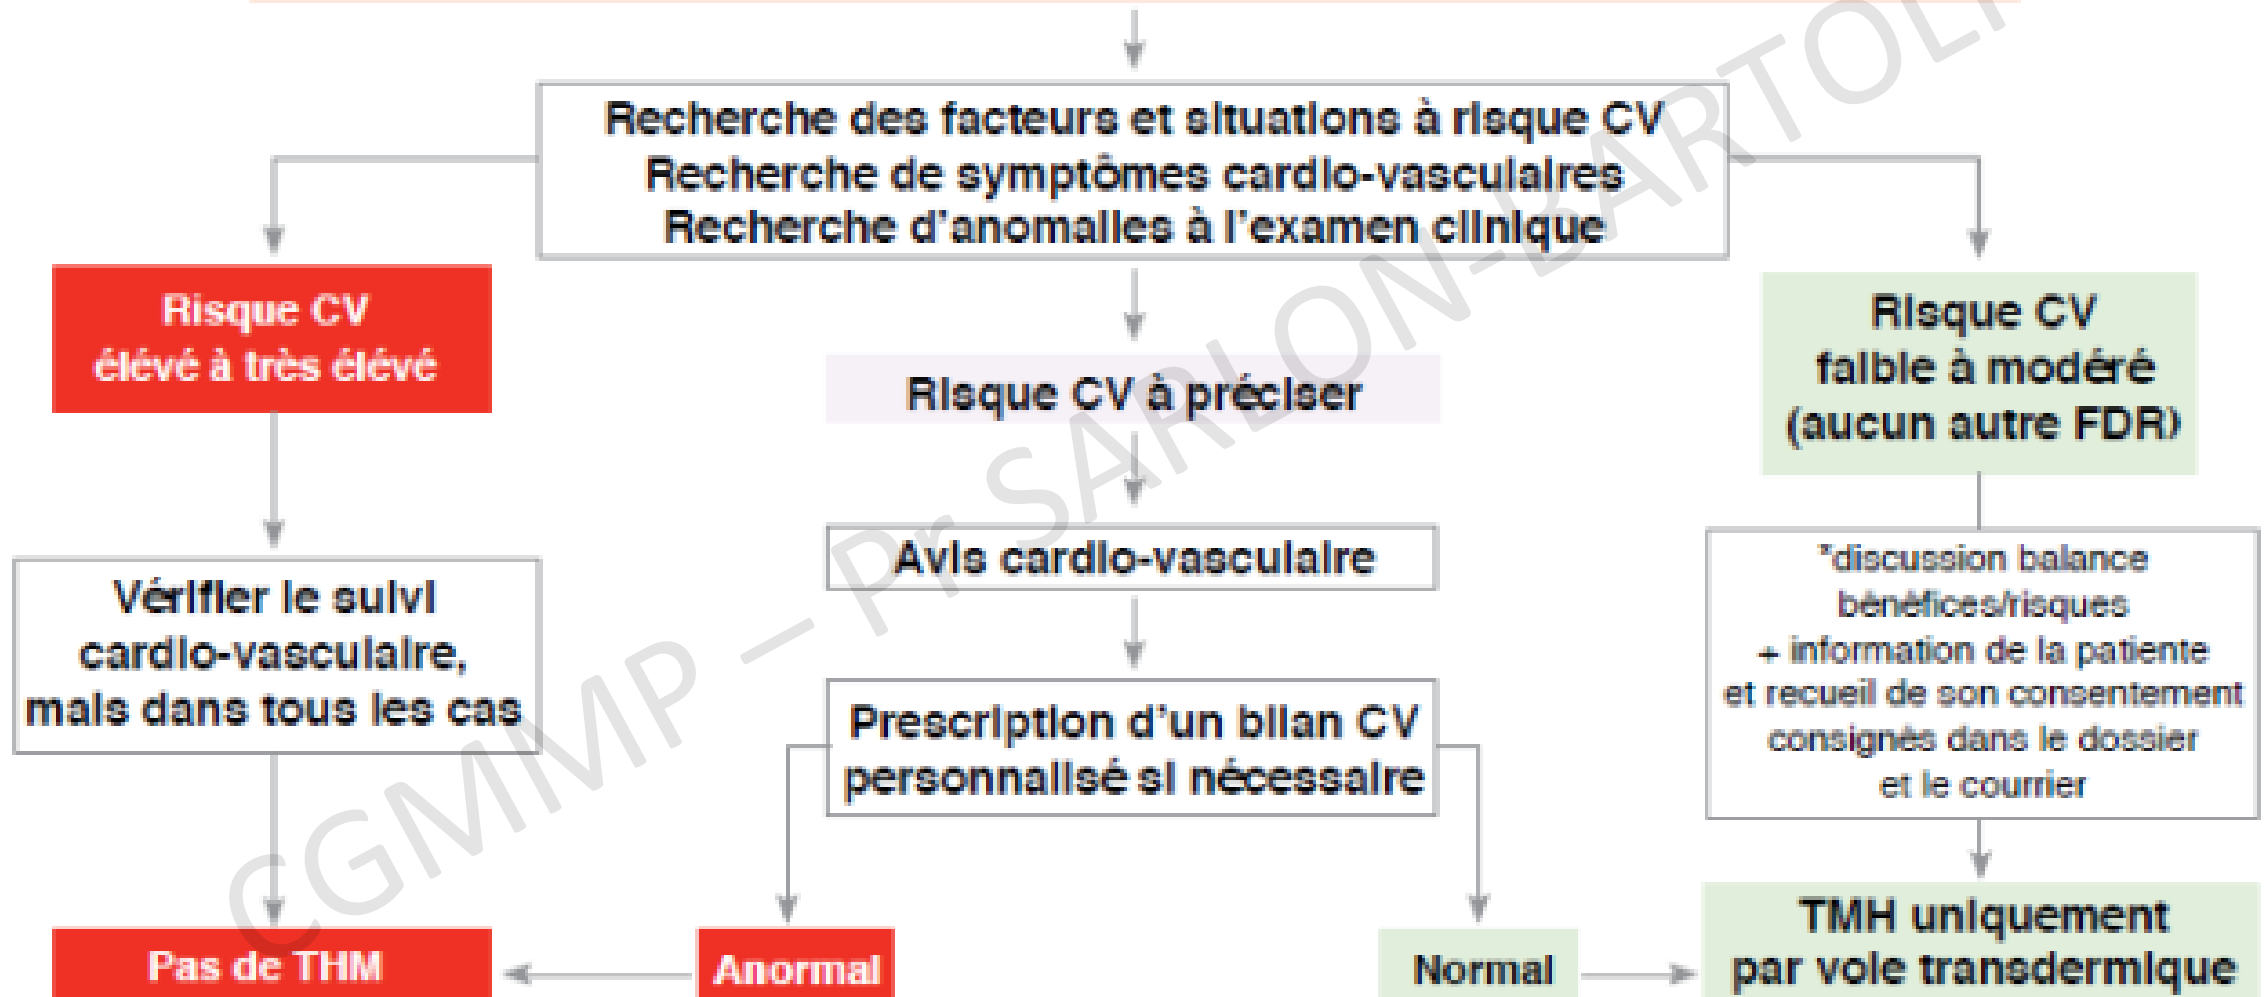 Recherche des facteurs et situations à risque CV
Recherche de symptômes cardio-vasculaires
Recherche d'anomalies à l'examen clinique
Risque CV
élévé à très élévé
Risque CV à préciser
Risque CV
faible à modéré
(aucun autre FDR)
Vérifier le suivi
cardio-vasculaire,
mais dans tous les cas
Avis cardio-vasculaire
*discussion balance
bénéfices/risques
+ information de la patiente
et recueil de son consentement
consignés dans le dossier
et le courrier
Prescription d'un bilan CV
personnalisé si nécessaire
Pas de THM
Anormal
Normal
TMH uniquement
par voie transdermique
CGMMP – Pr SARLON-BARTOLI